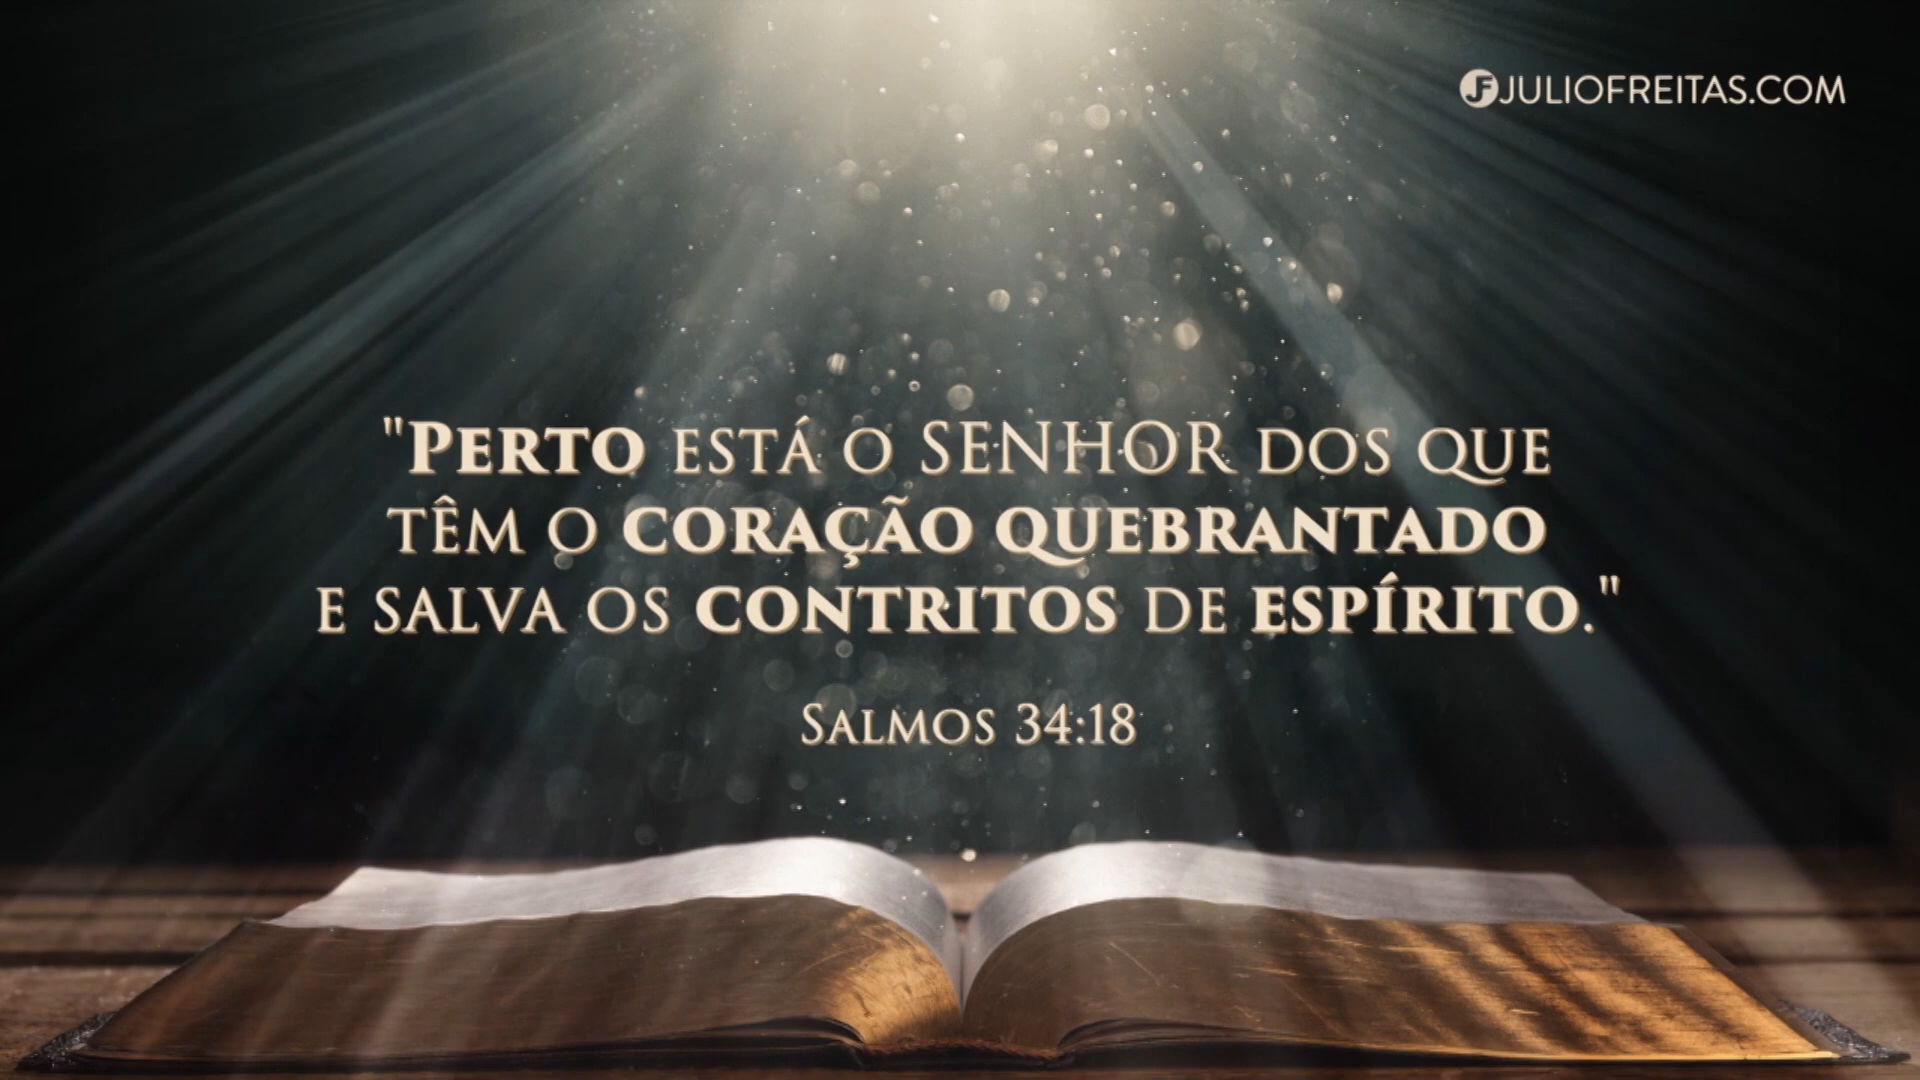 JULIOFREITAS.COM
"PERTO ESTÁ O SENHOR DOS QUE
TÊM O CORAÇÃO QUEBRANTADO
E SALVA OS CONTRITOS DE ESPÍRITO."
SALMOS 34:18